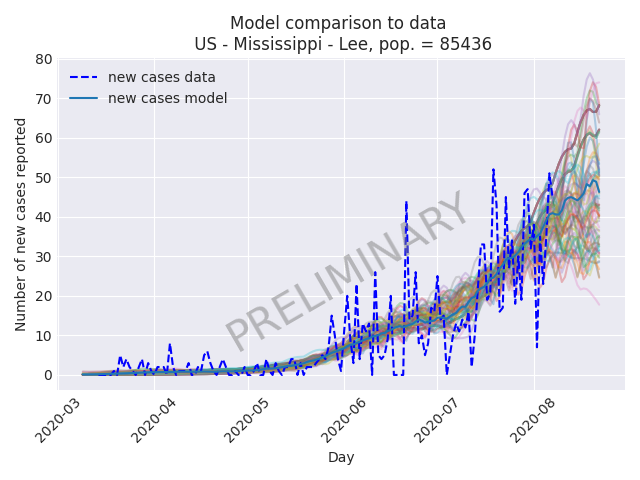 Model comparison to data
US - Mississippi - Lee, pop. = 85436
new cases data
new cases model
PRELIMINARY
Number of new cases reported
80
70
60
50
40
30
20
10
0
2020-03
2020-04
2020-05
2020-06
2020-07
2020-08
Day